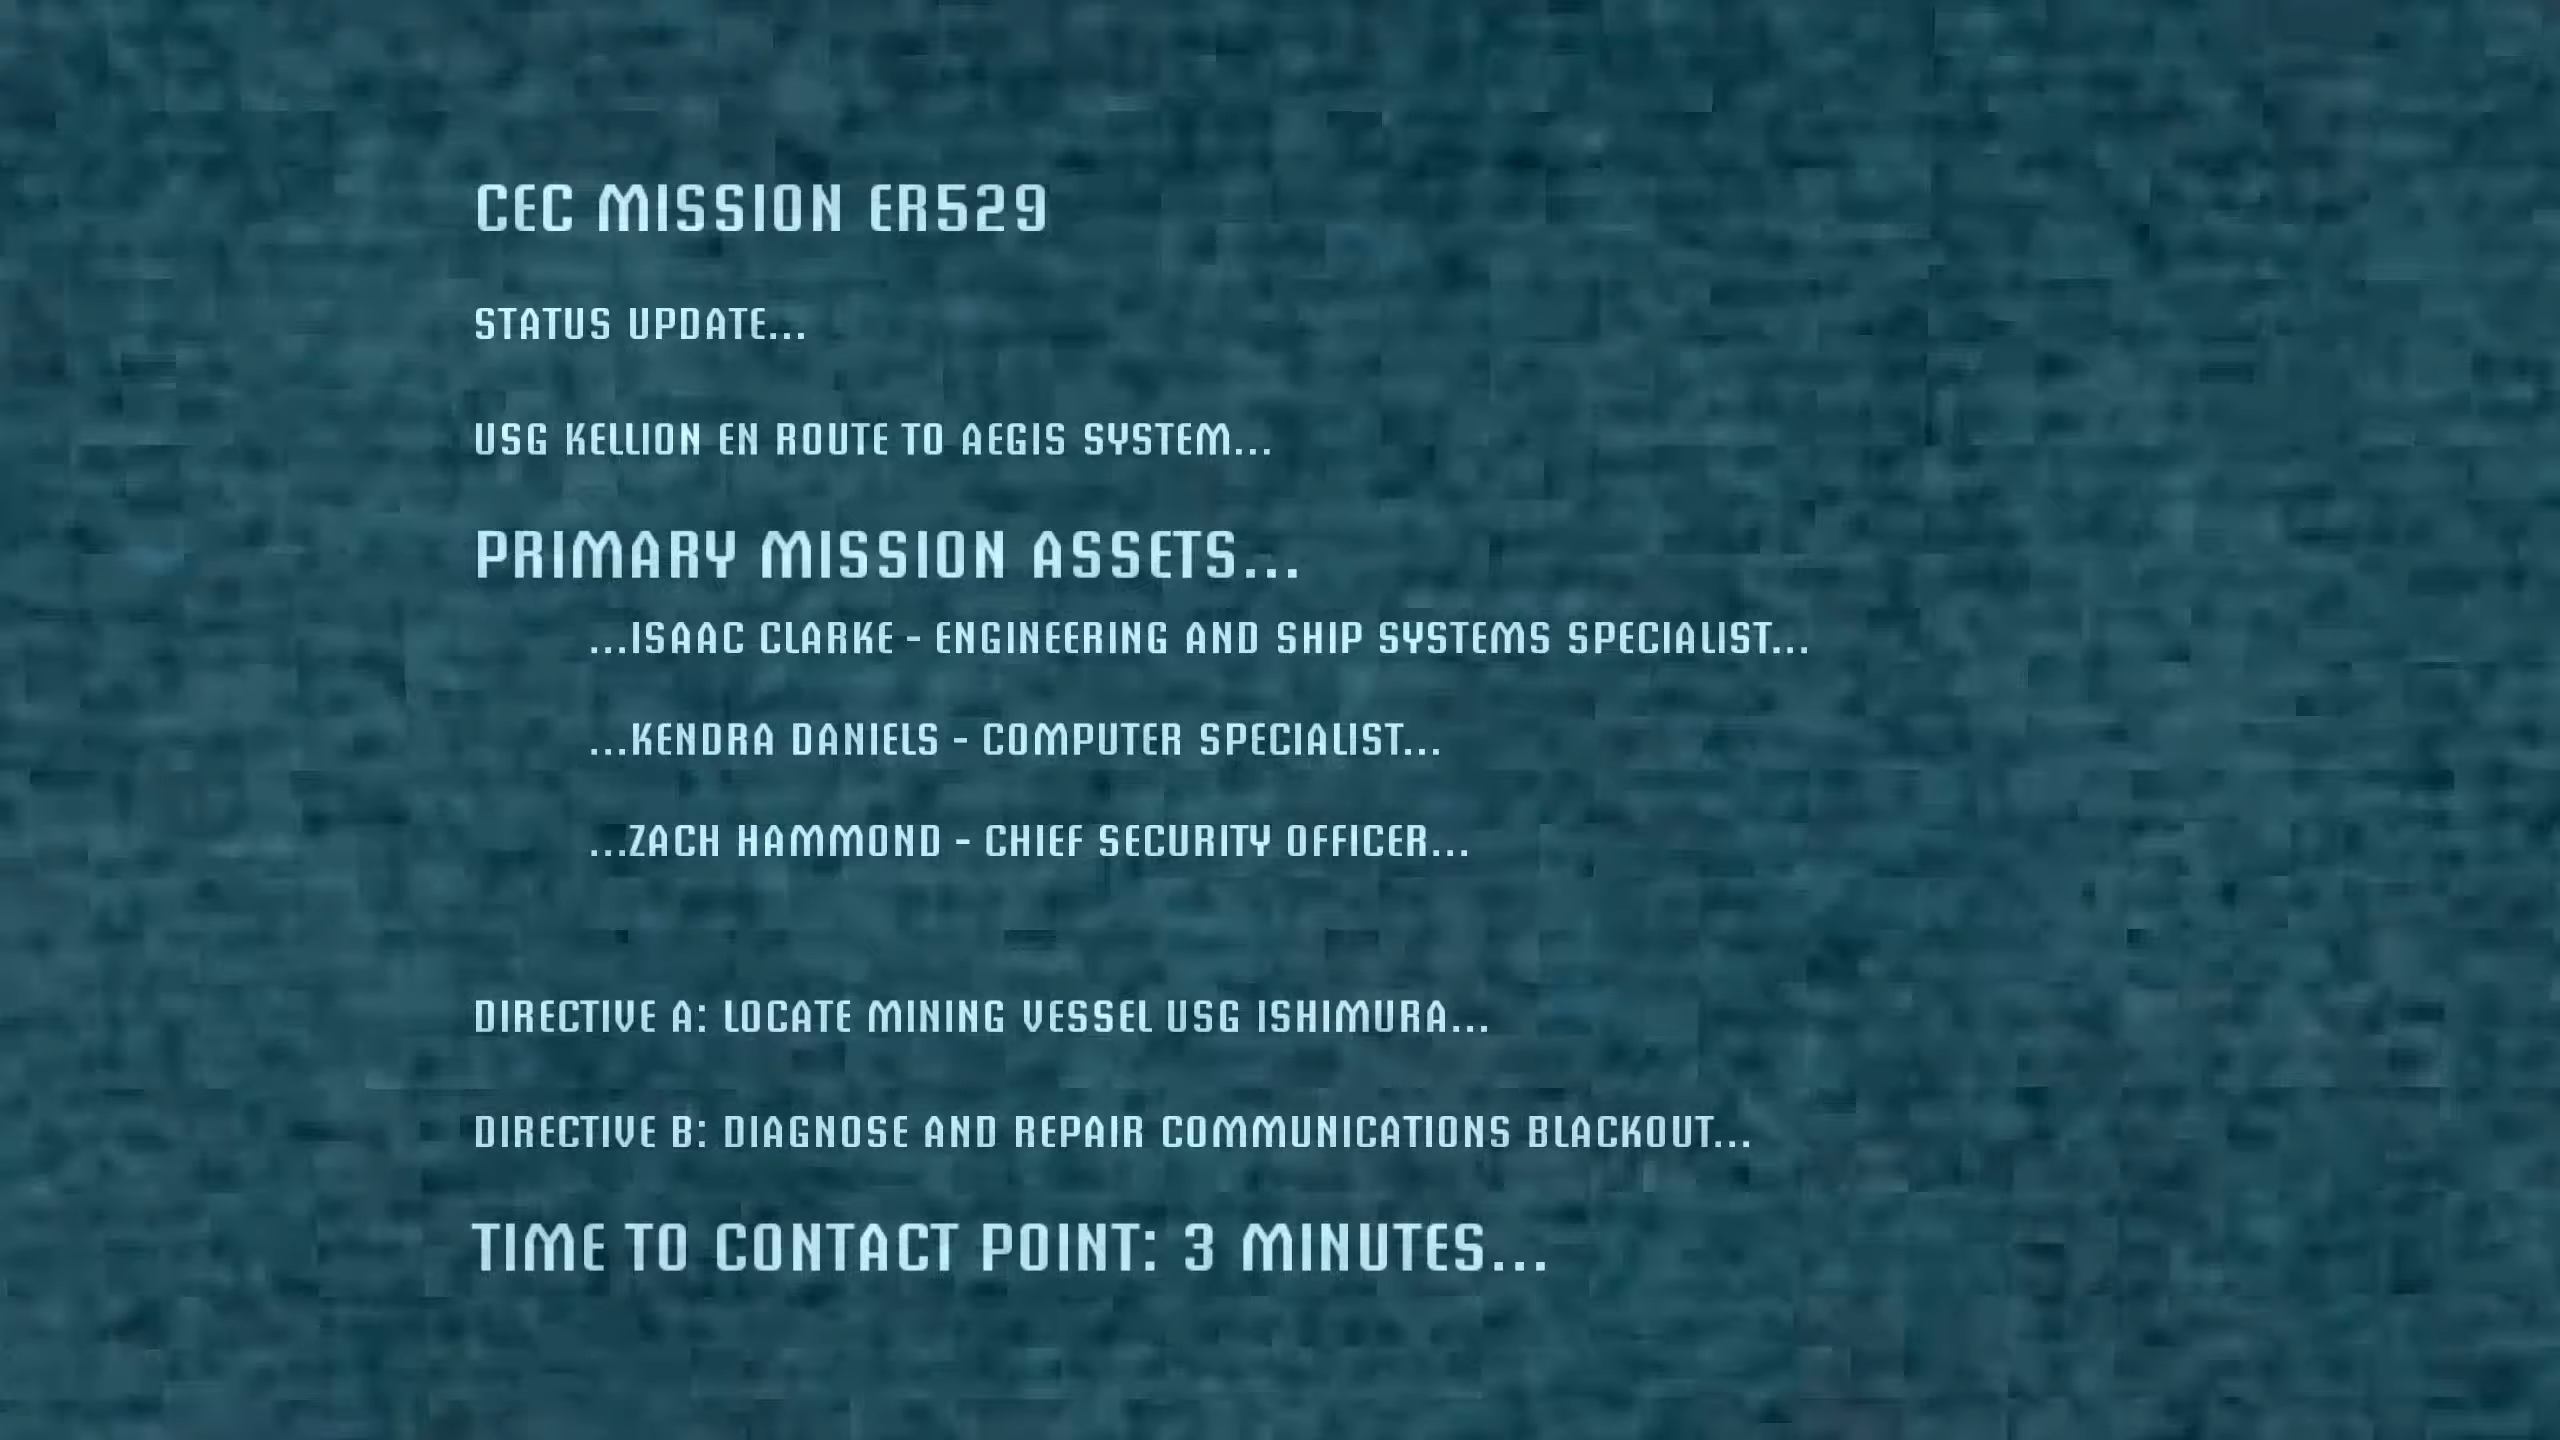 CEC MISSION ER529
STATUS UPDATE...
USG KELLION EN ROUTE TO AEGIS SYSTEM...
PRIMARY MISSION ASSETS...
...ISAAC CLARKE - ENGINEERING AND SHIP SYSTEMS SPECIALIST...
...KENDRA DANIELS - COMPUTER SPECIALIST...
...ZACH HAMMOND - CHIEF SECURITY OFFICER...
DIRECTIVE A: LOCATE MINING VESSEL USG ISHIMURA...
DIRECTIVE B: DIAGNOSE AND REPAIR COMMUNICATIONS BLACKOUT...
TIME TO CONTACT POINT: 3 MINUTES...